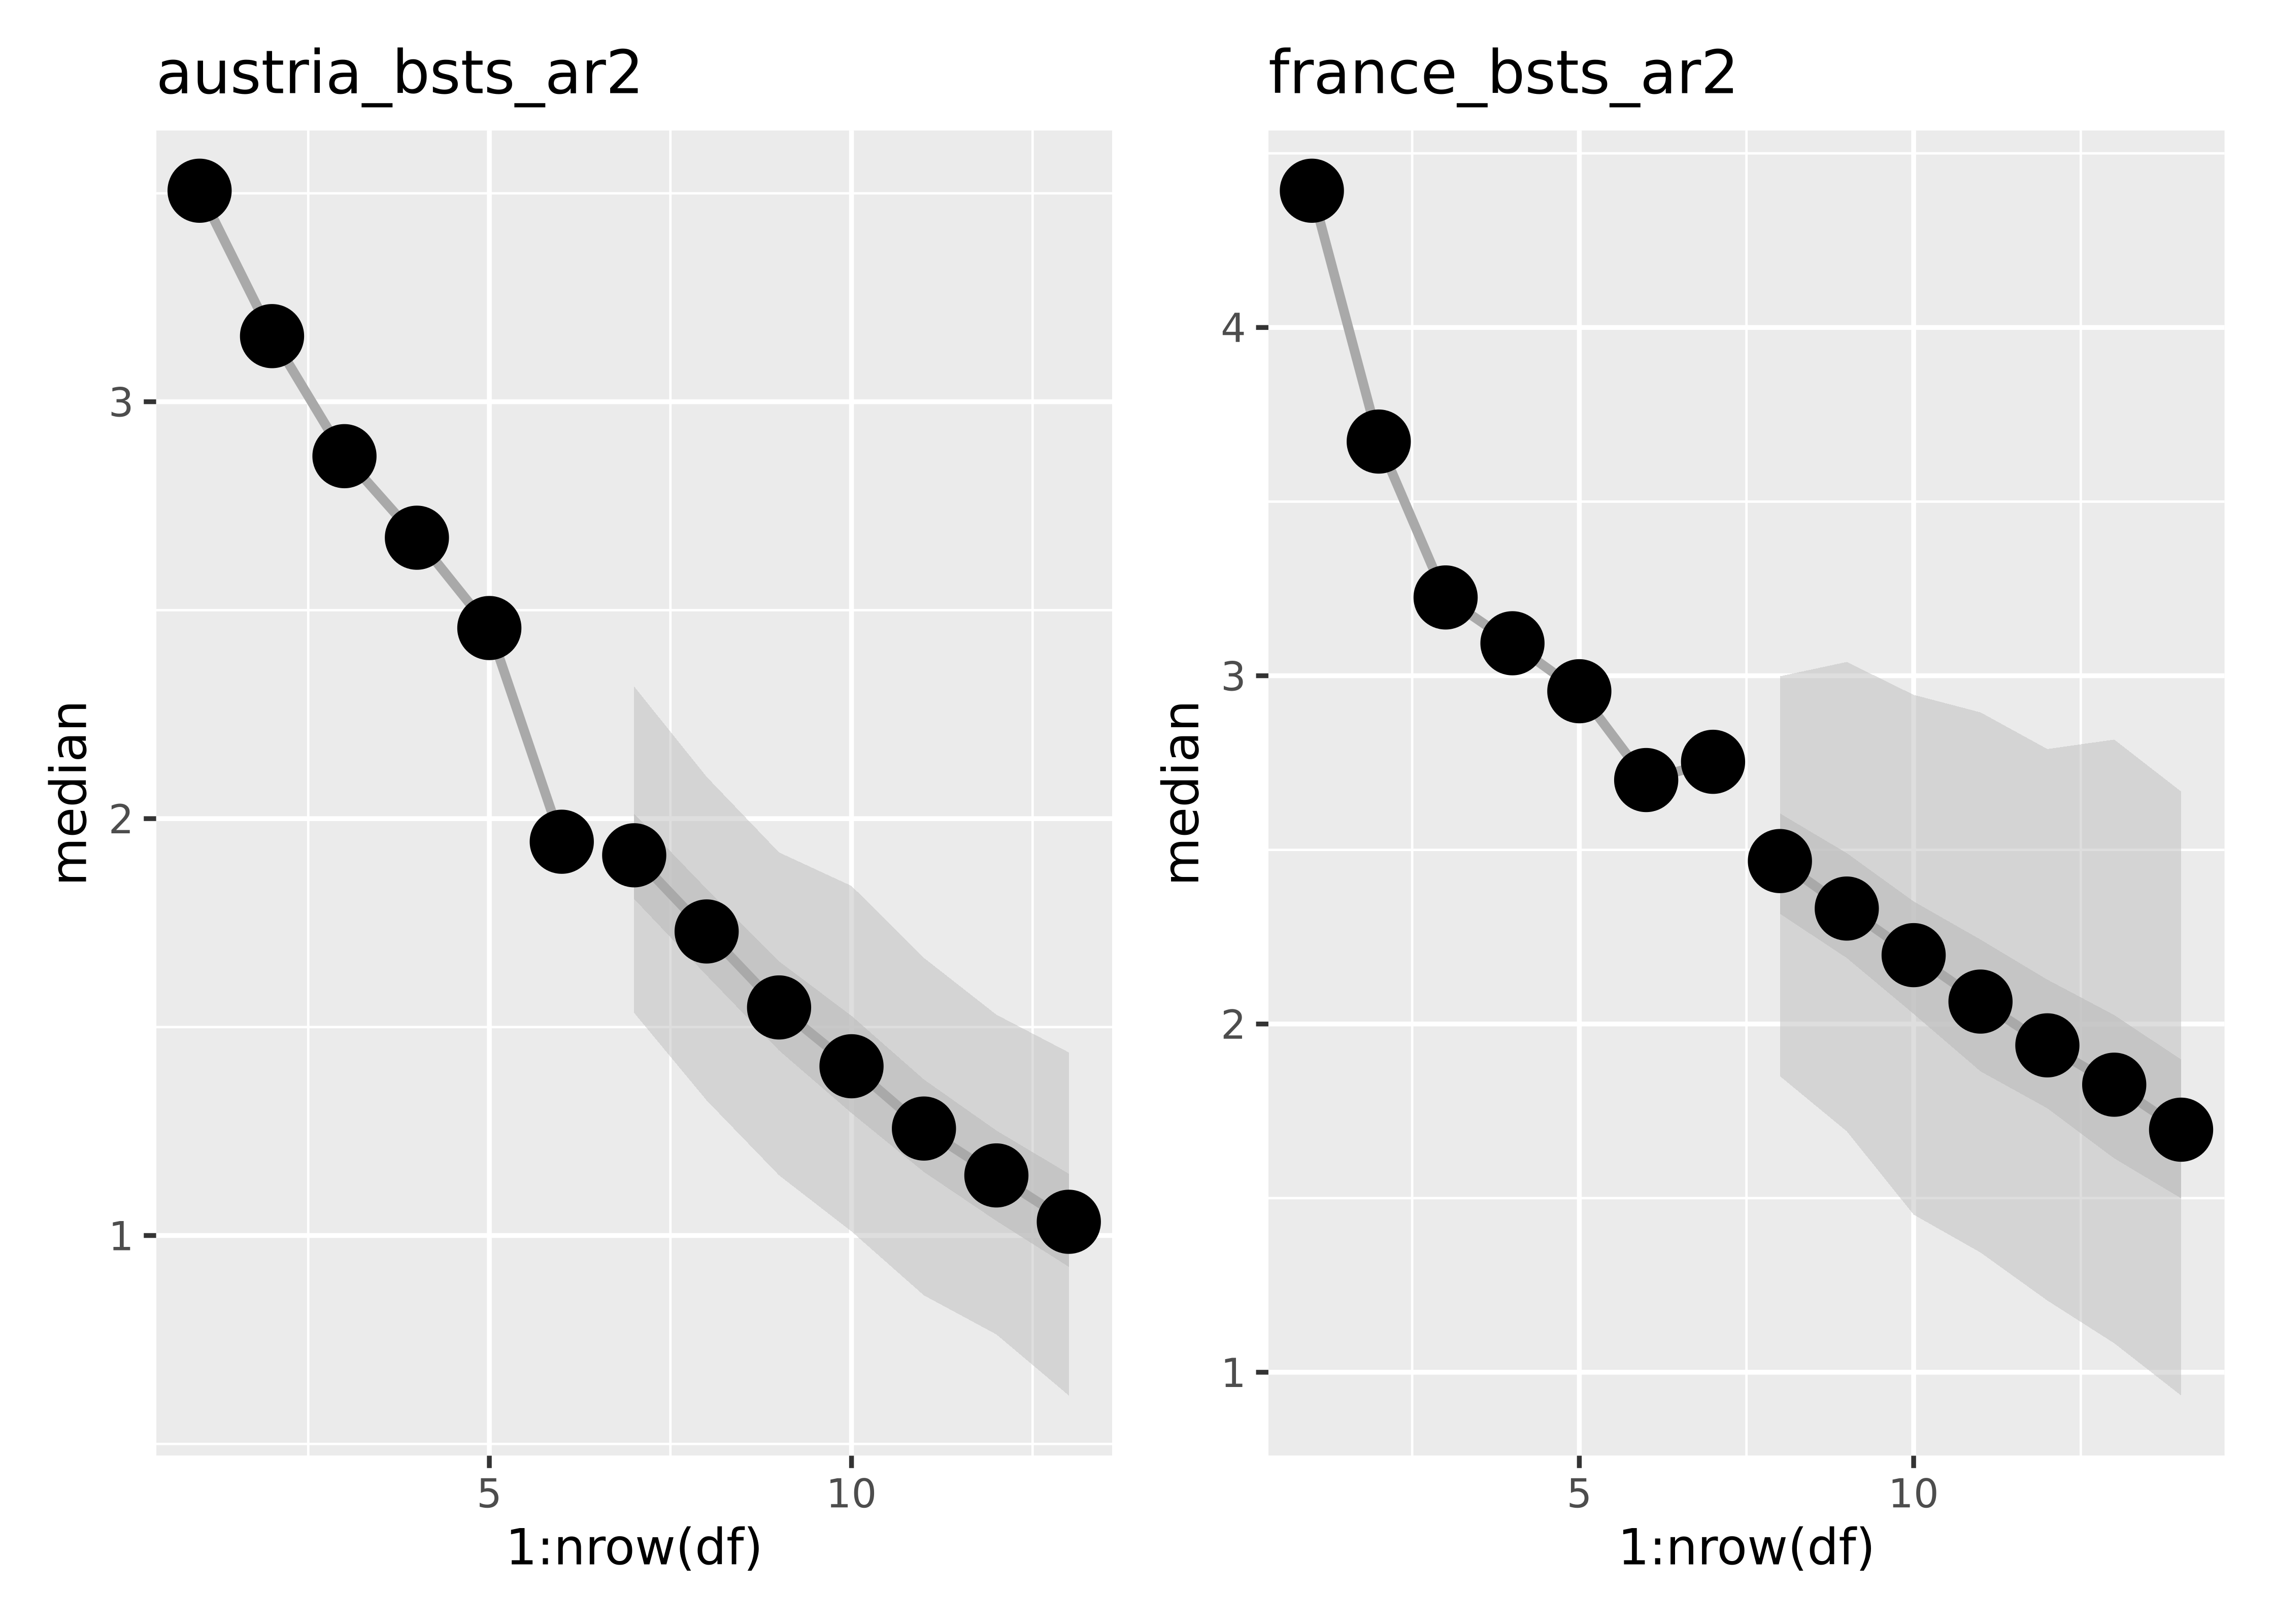 austria_bsts_ar2
median
3
2
1
5 10
1:nrow(df)
france_bsts_ar2
median
4
3
2
1
5 10
1:nrow(df)